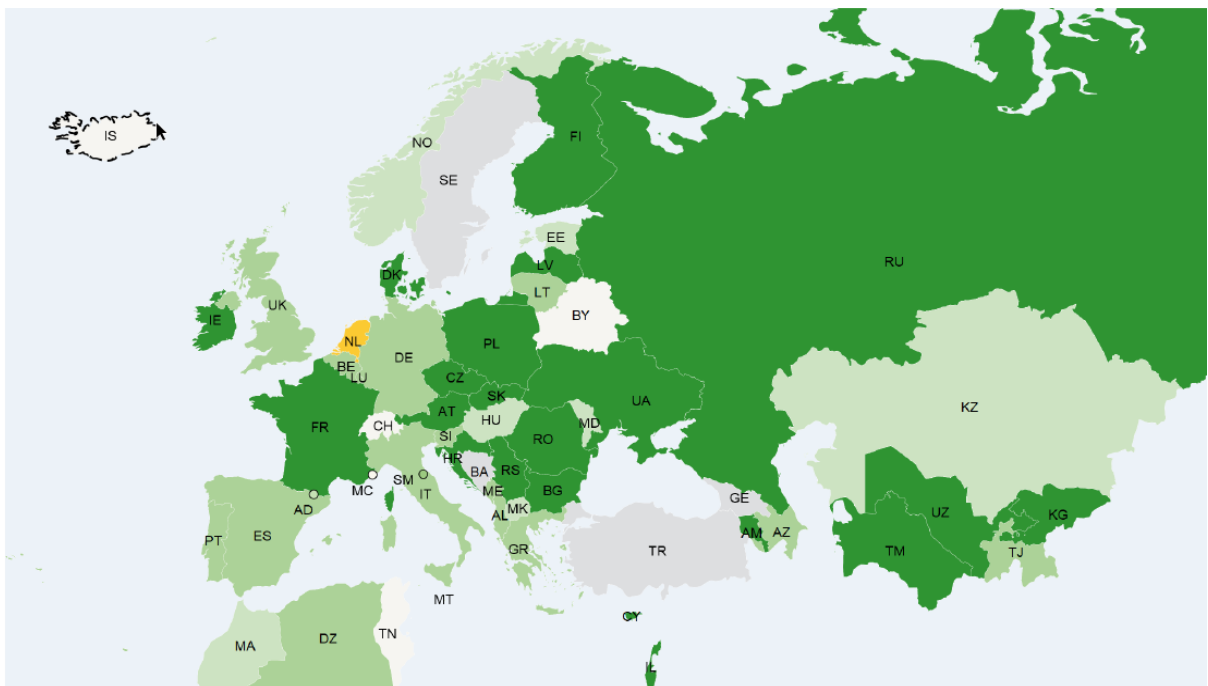 IS
NO
FI
SE
EE
RU
LV
DK
LT
UK
IE
BY
NL
PL
DE
BE
LU
CZ
SK
UA
AT
KZ
HU
MD
CH
FR
SI
RO
HR
BA
RS
SM
MC
IT
ME
BG
GE
AD
MK
UZ
KG
AL
AM
AZ
PT
ES
GR
TR
TM
TJ
MT
CY
TN
DZ
MA
IL